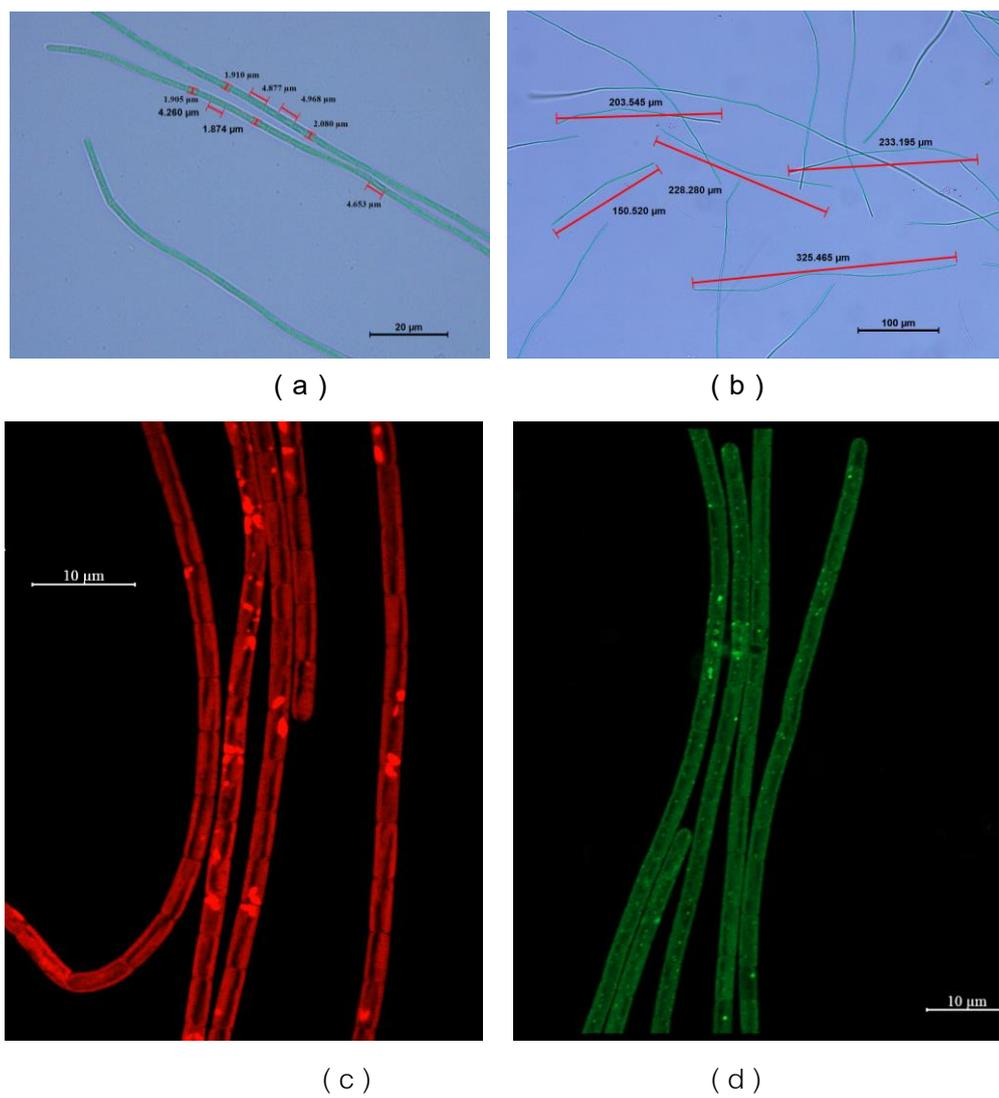 1.910 µm
4.877 µm
4.968 µm
1.905 µm
4.260 µm
1.874 µm
2.080 µm
4.653 µm
20 µm
203.545 µm
233.195 µm
228.280 µm
150.520 µm
325.465 µm
100 µm
(a)
(b)
10 µm
10 µm
(c)
(d)